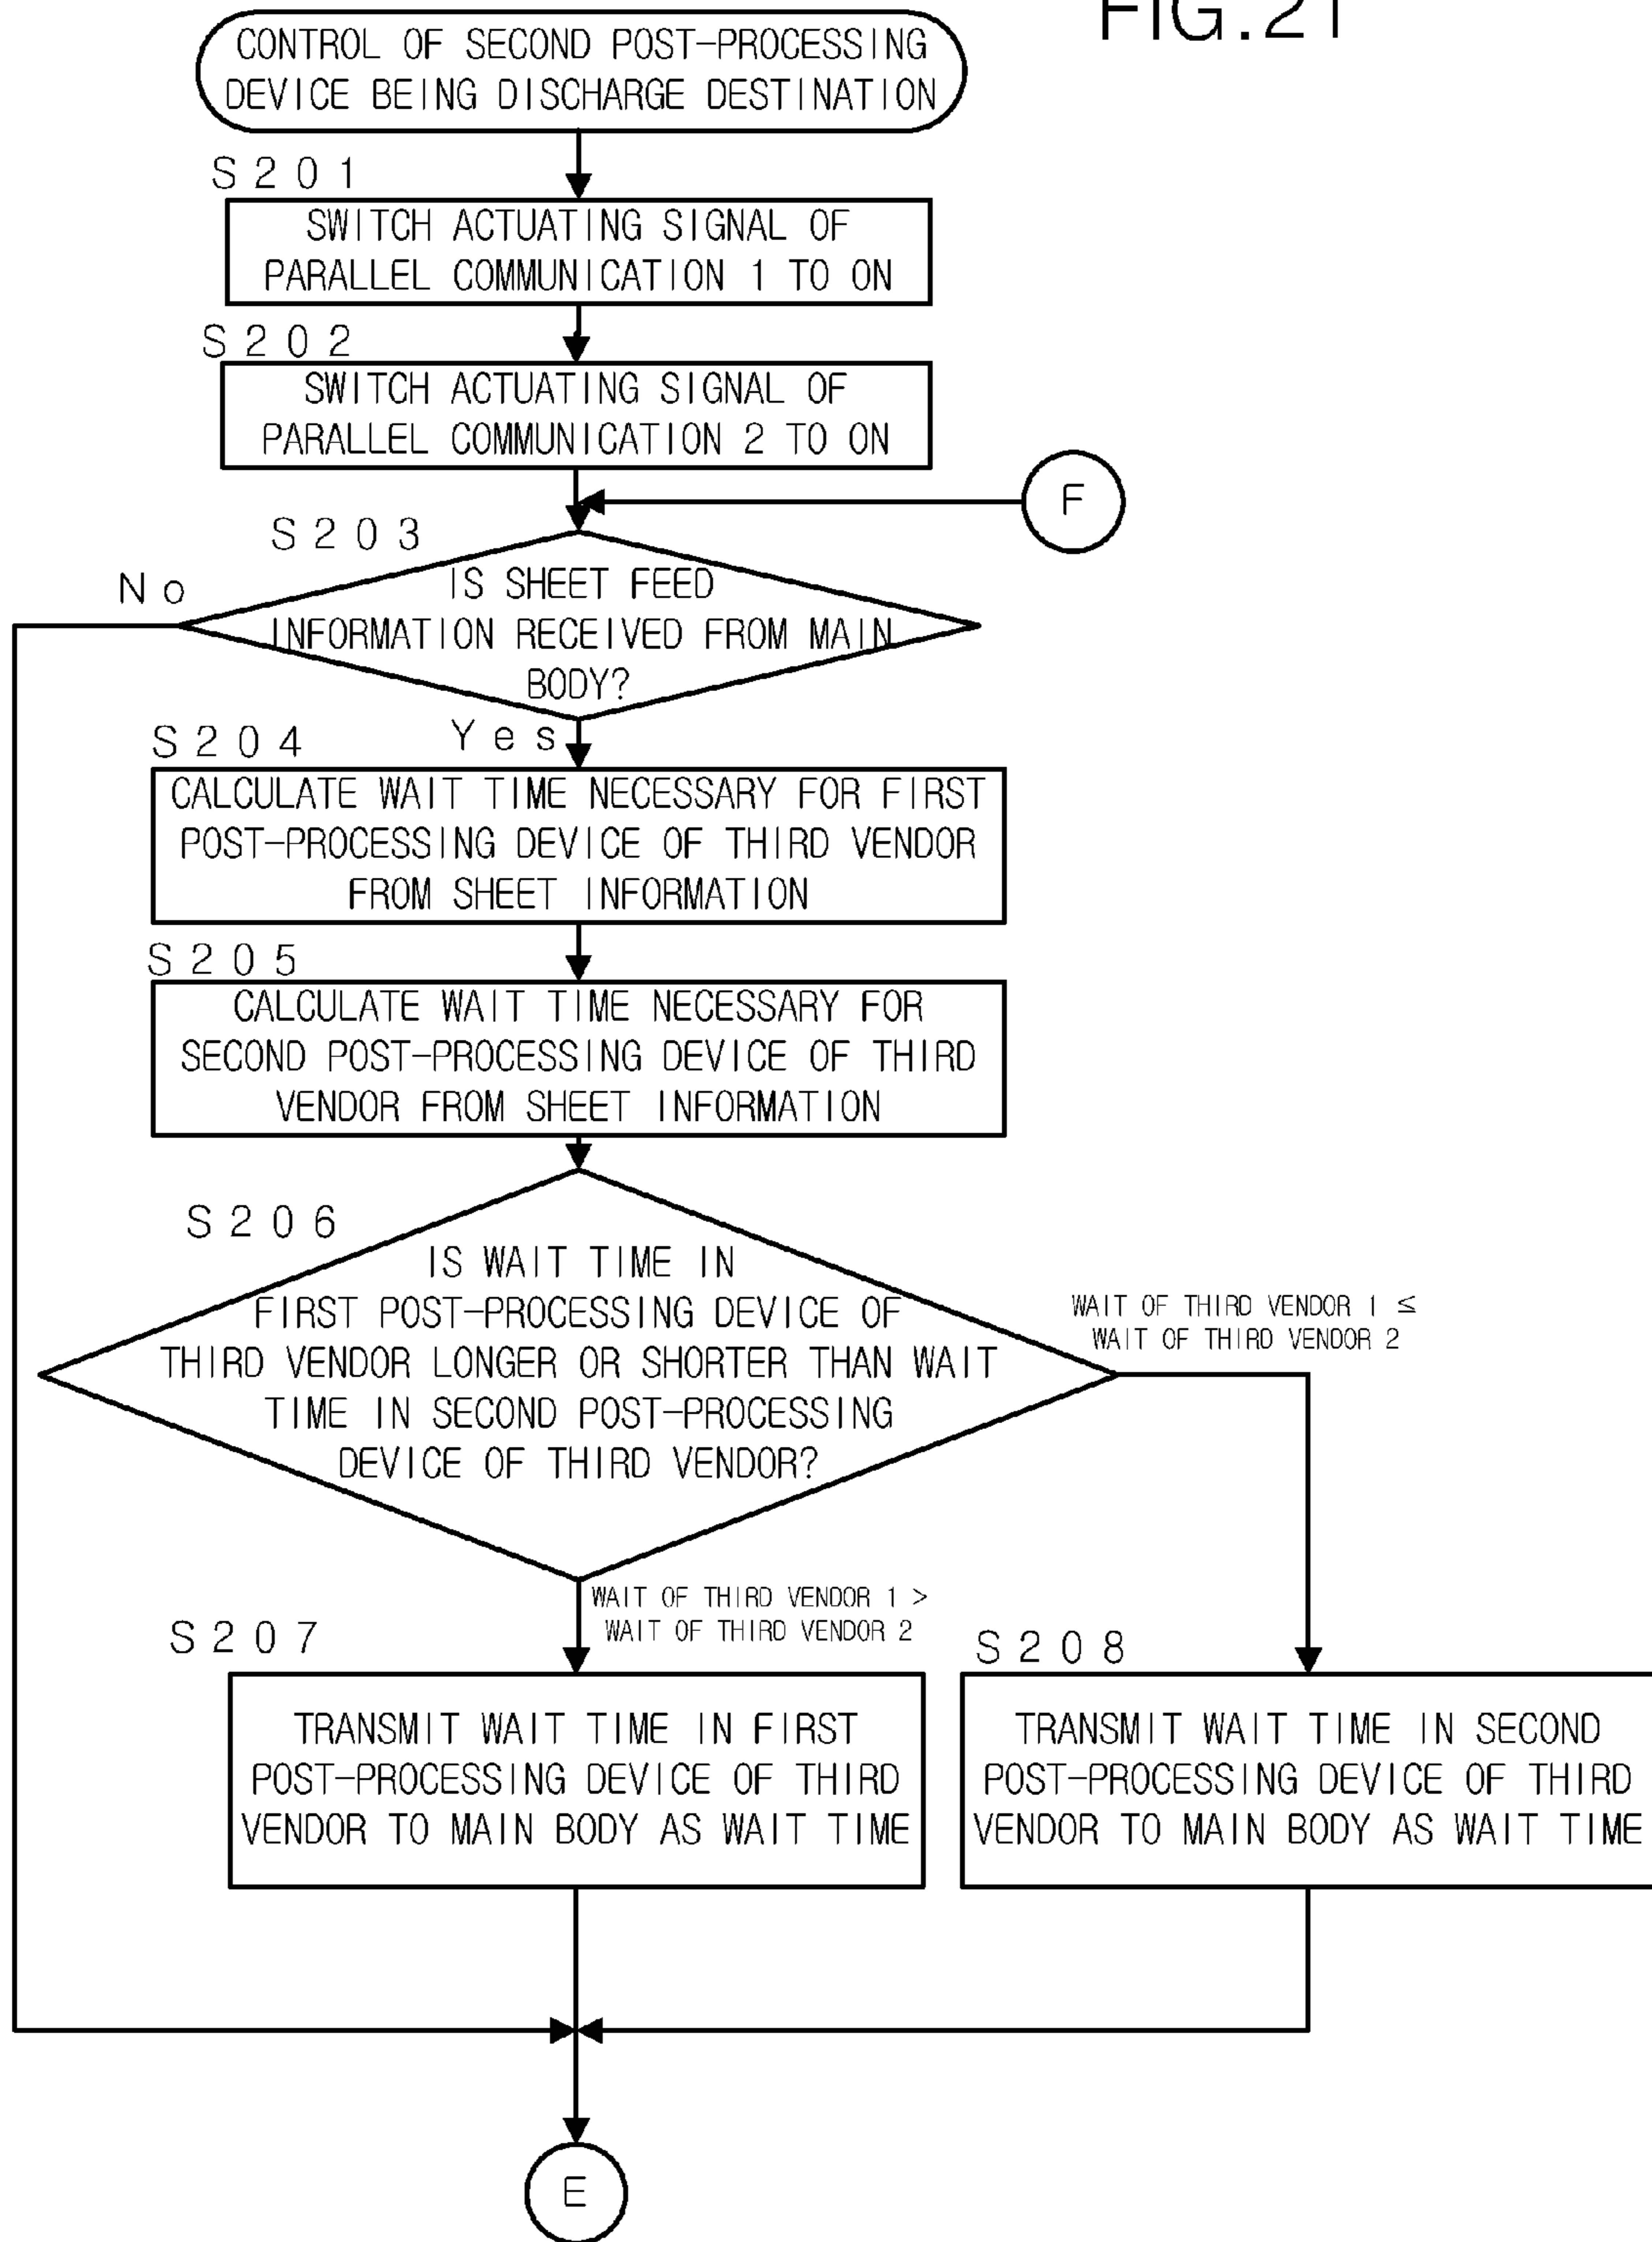 FIG.21
CONTROL OF SECOND POST-PROCESSING
DEVICE BEING DISCHARGE DESTINATION
S201
SWITCH ACTUATING SIGNAL OF
PARALLEL COMMUNICATION 1 TO ON
S202
SWITCH ACTUATING SIGNAL OF
PARALLEL COMMUNICATION 2 TO ON
F
S203
No
IS SHEET FEED
INFORMATION RECEIVED FROM MAIN
BODY?
Yes
S204
CALCULATE WAIT TIME NECESSARY FOR FIRST
POST-PROCESSING DEVICE OF THIRD VENDOR
FROM SHEET INFORMATION
S205
CALCULATE WAIT TIME NECESSARY FOR
SECOND POST-PROCESSING DEVICE OF THIRD
VENDOR FROM SHEET INFORMATION
S206
IS WAIT TIME IN
FIRST POST-PROCESSING DEVICE OF
THIRD VENDOR LONGER OR SHORTER THAN WAIT
TIME IN SECOND POST-PROCESSING
DEVICE OF THIRD VENDOR?
WAIT OF THIRD VENDOR 1 ≤
WAIT OF THIRD VENDOR 2
WAIT OF THIRD VENDOR 1 >
WAIT OF THIRD VENDOR 2
S207
TRANSMIT WAIT TIME IN FIRST
POST-PROCESSING DEVICE OF THIRD
VENDOR TO MAIN BODY AS WAIT TIME
S208
TRANSMIT WAIT TIME IN SECOND
POST-PROCESSING DEVICE OF THIRD
VENDOR TO MAIN BODY AS WAIT TIME
E